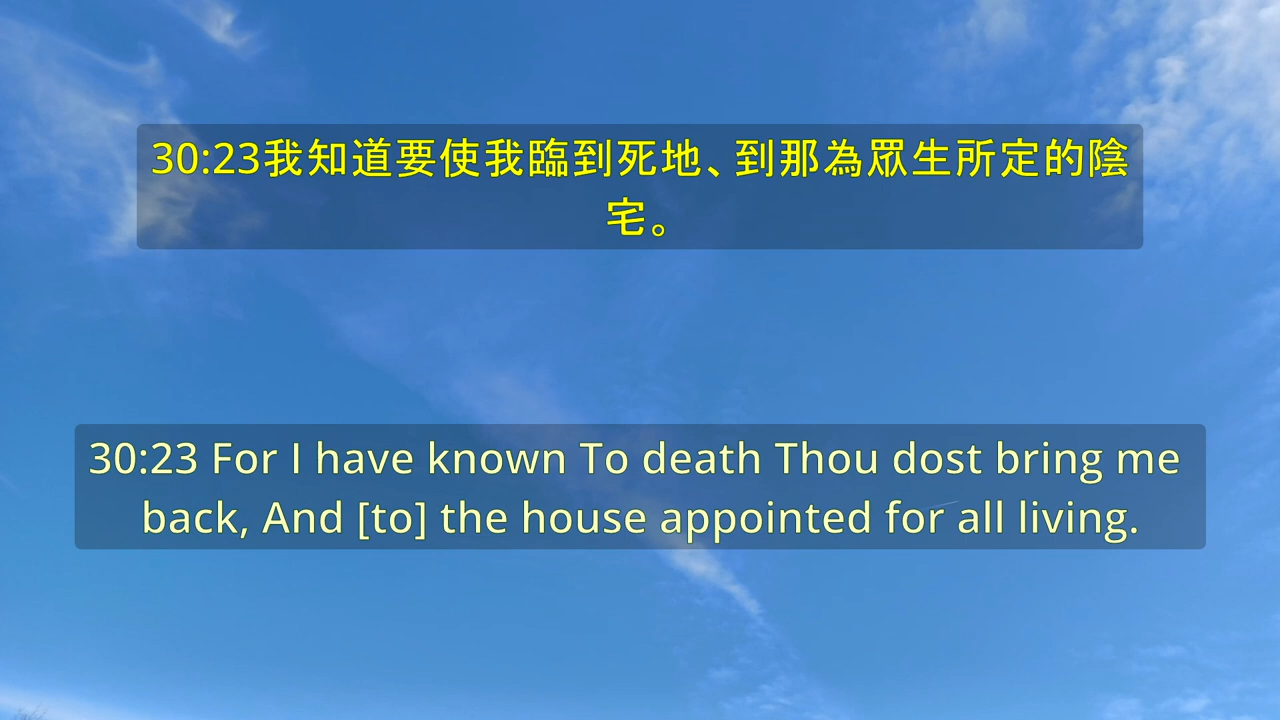 30:23我知道要使我臨到死地、到那為眾生所定的陰
宅。
30:23 For I have known To death Thou dost bring me
back, And [to] the house appointed for all living.